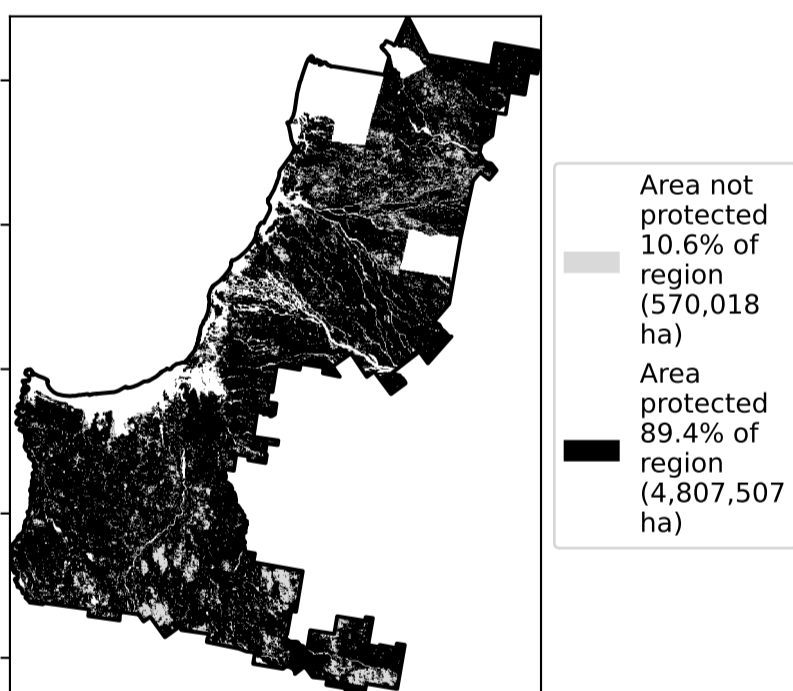 Area not
protected
10.6% of
region
(570,018
ha)
Area
protected
89.4% of
region
(4,807,507
ha)